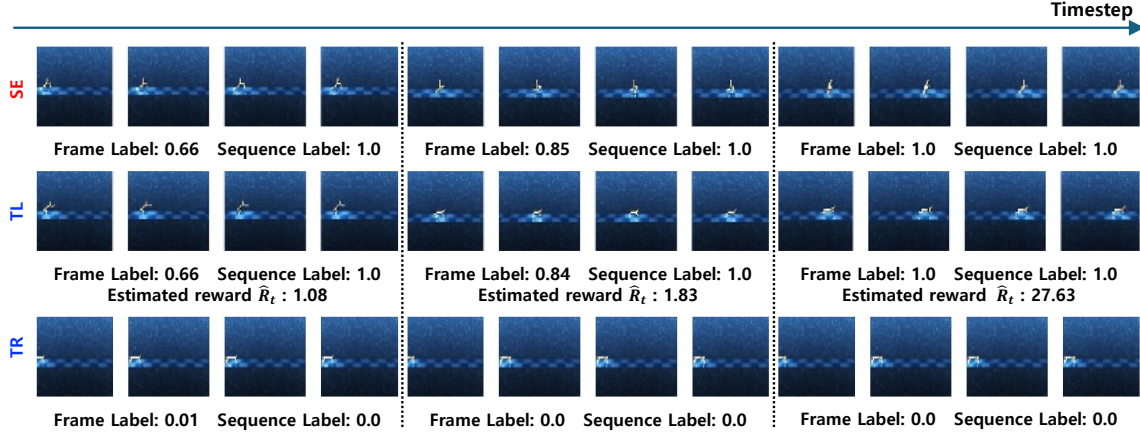 Timestep
SE
Frame Label: 0.66 Sequence Label: 1.0 Frame Label: 0.85 Sequence Label: 1.0 Frame Label: 1.0 Sequence Label: 1.0
TL
Frame Label: 0.66 Sequence Label: 1.0 Frame Label: 0.84 Sequence Label: 1.0 Frame Label: 1.0 Sequence Label: 1.0
Estimated reward R̂ₜ : 1.08 Estimated reward R̂ₜ : 1.83 Estimated reward R̂ₜ : 27.63
TR
Frame Label: 0.01 Sequence Label: 0.0 Frame Label: 0.0 Sequence Label: 0.0 Frame Label: 0.0 Sequence Label: 0.0